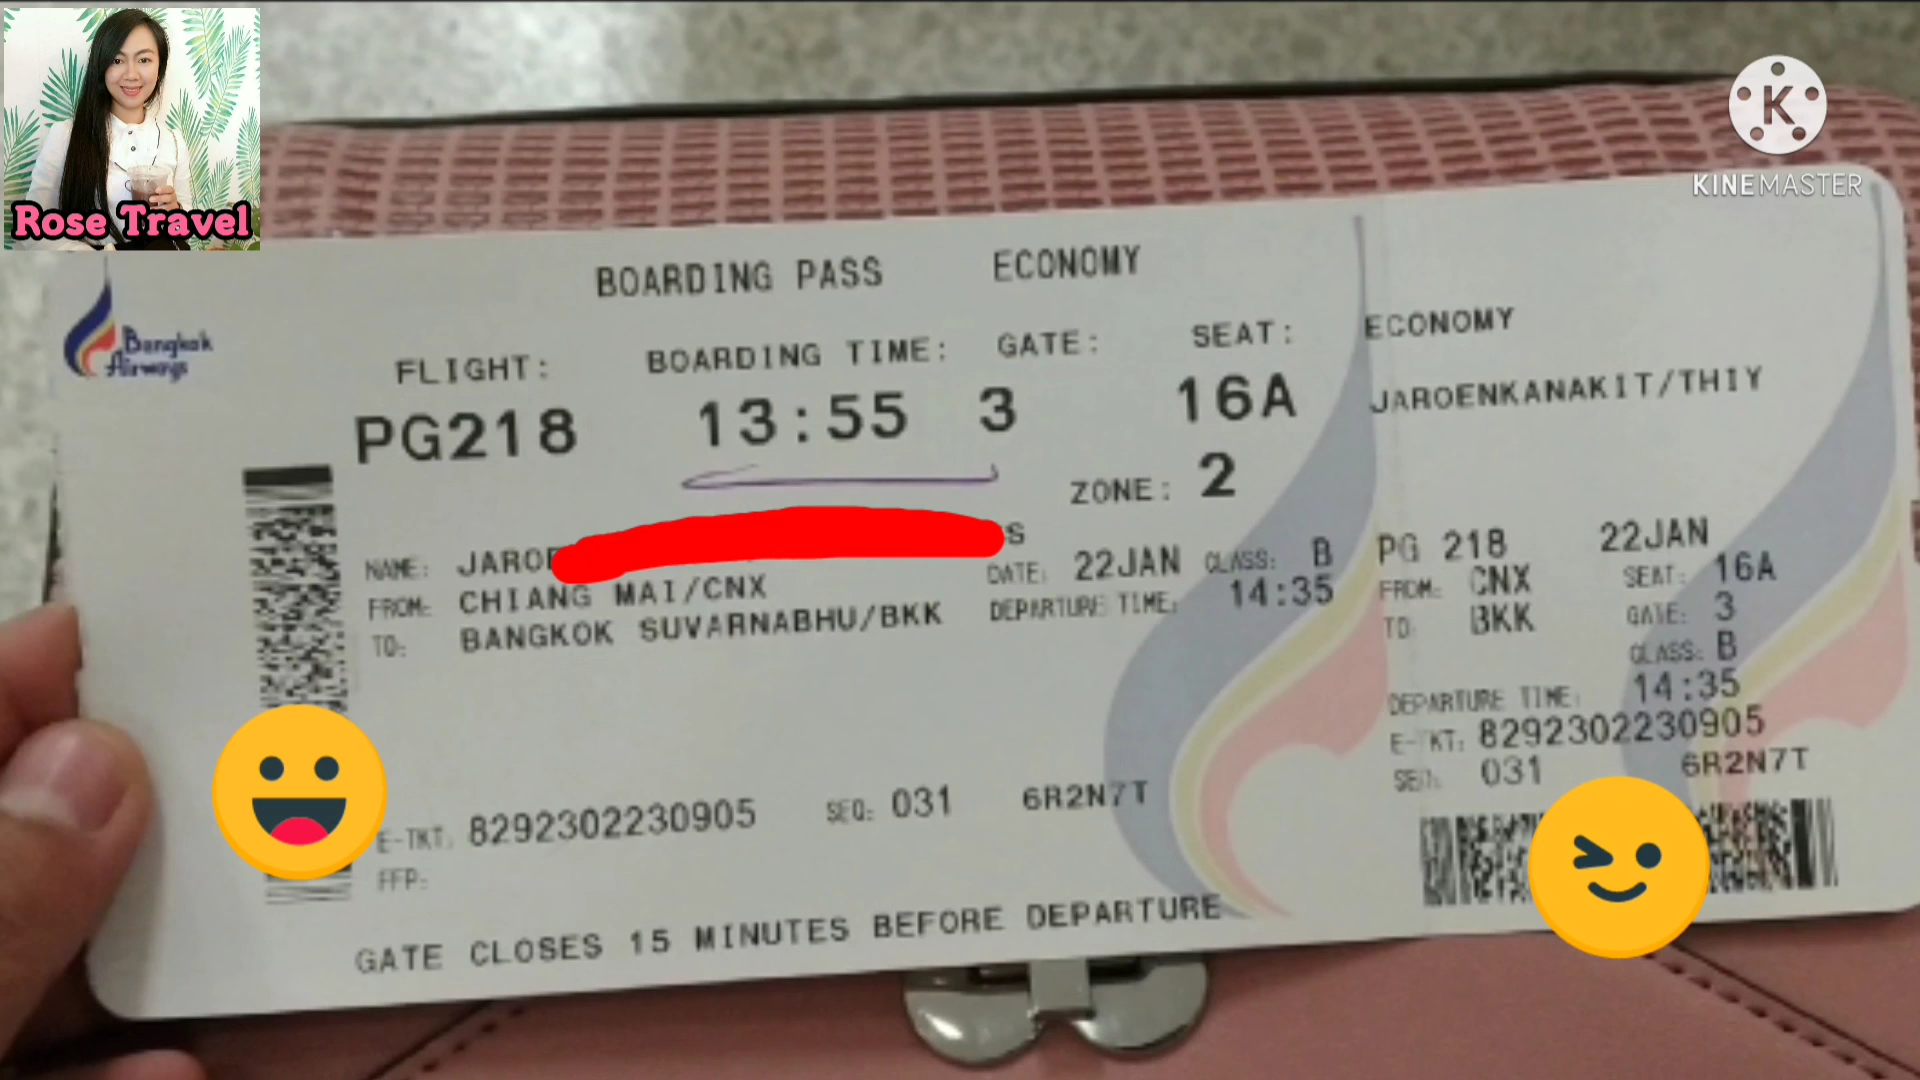 Rose Travel
KINEMASTER
Bangkok
Airways
BOARDING PASS ECONOMY
FLIGHT: BOARDING TIME: GATE: SEAT:
PG218 13:55 3 16A
ZONE: 2
NAME: JAROE S
FROM: CHIANG MAI/CNX
TO: BANGKOK SUVARNABHU/BKK
DATE: 22JAN CLASS: B
DEPARTURE TIME: 14:35
E-TKT: 8292302230905 SEQ: 031 6R2N7T
FFP:
GATE CLOSES 15 MINUTES BEFORE DEPARTURE
ECONOMY
JAROENKANAKIT/THIY
PG 218 22JAN
FROM: CNX SEAT: 16A
TO: BKK GATE: 3
CLASS: B
DEPARTURE TIME: 14:35
E-TKT: 8292302230905
SEQ: 031 6R2N7T